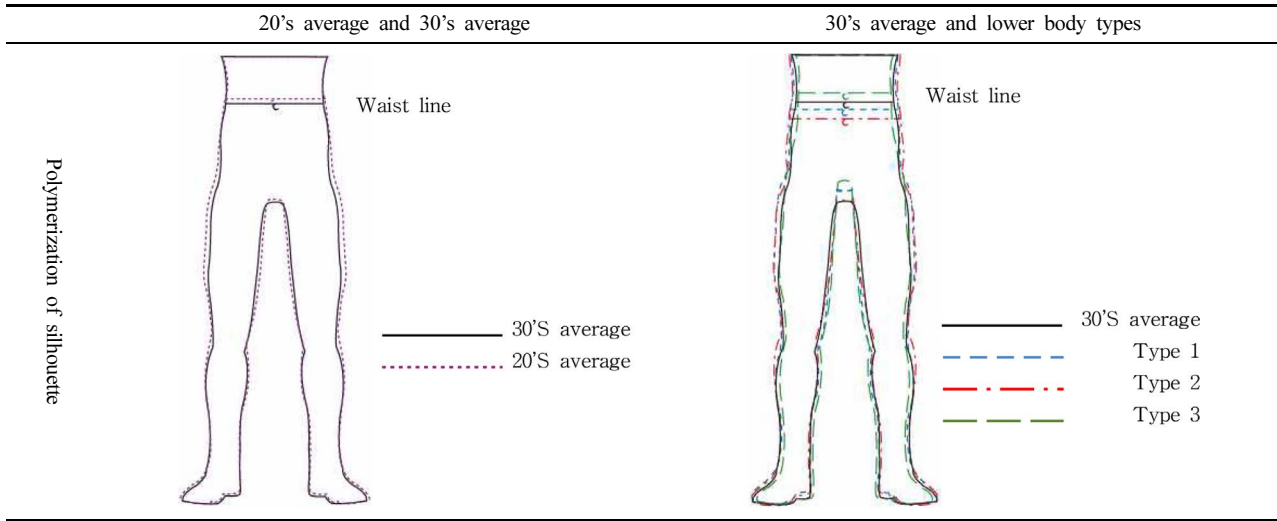 20's average and 30's average
30's average and lower body types
Polymerization of silhouette
Waist line
30'S average
20'S average
Waist line
30'S average
Type 1
Type 2
Type 3